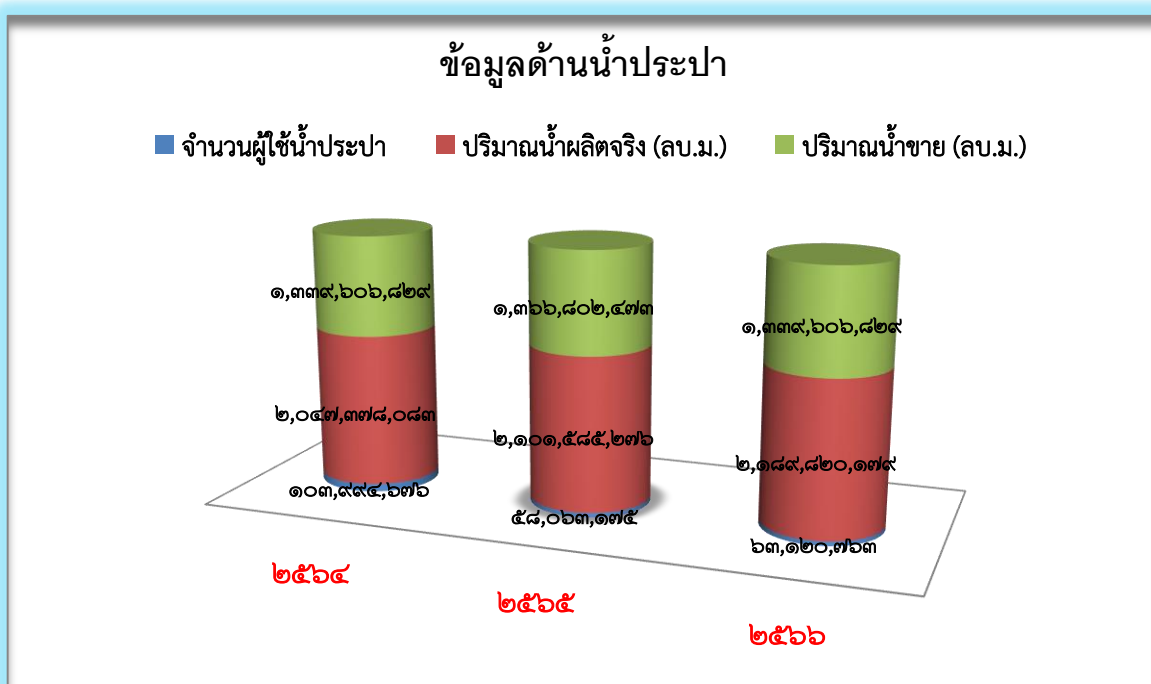 ข้อมูลด้านน้ำประปา
จำนวนผู้ใช้น้ำประปา ปริมาณน้ำผลิตจริง (ลบ.ม.) ปริมาณน้ำขาย (ลบ.ม.)
๑,๓๓๙,๖๐๖,๘๒๙ ๑,๓๖๖,๘๐๒,๔๗๓ ๑,๓๓๙,๖๐๖,๘๒๙
๒,๐๔๗,๓๗๘,๐๘๓ ๒,๑๐๑,๕๘๕,๒๗๖ ๒,๑๘๙,๘๒๐,๑๗๙
๑๐๓,๙๙๔,๖๗๖ ๕๘,๐๖๓,๑๗๕ ๖๓,๑๒๐,๗๖๓
๒๕๖๔ ๒๕๖๕ ๒๕๖๖